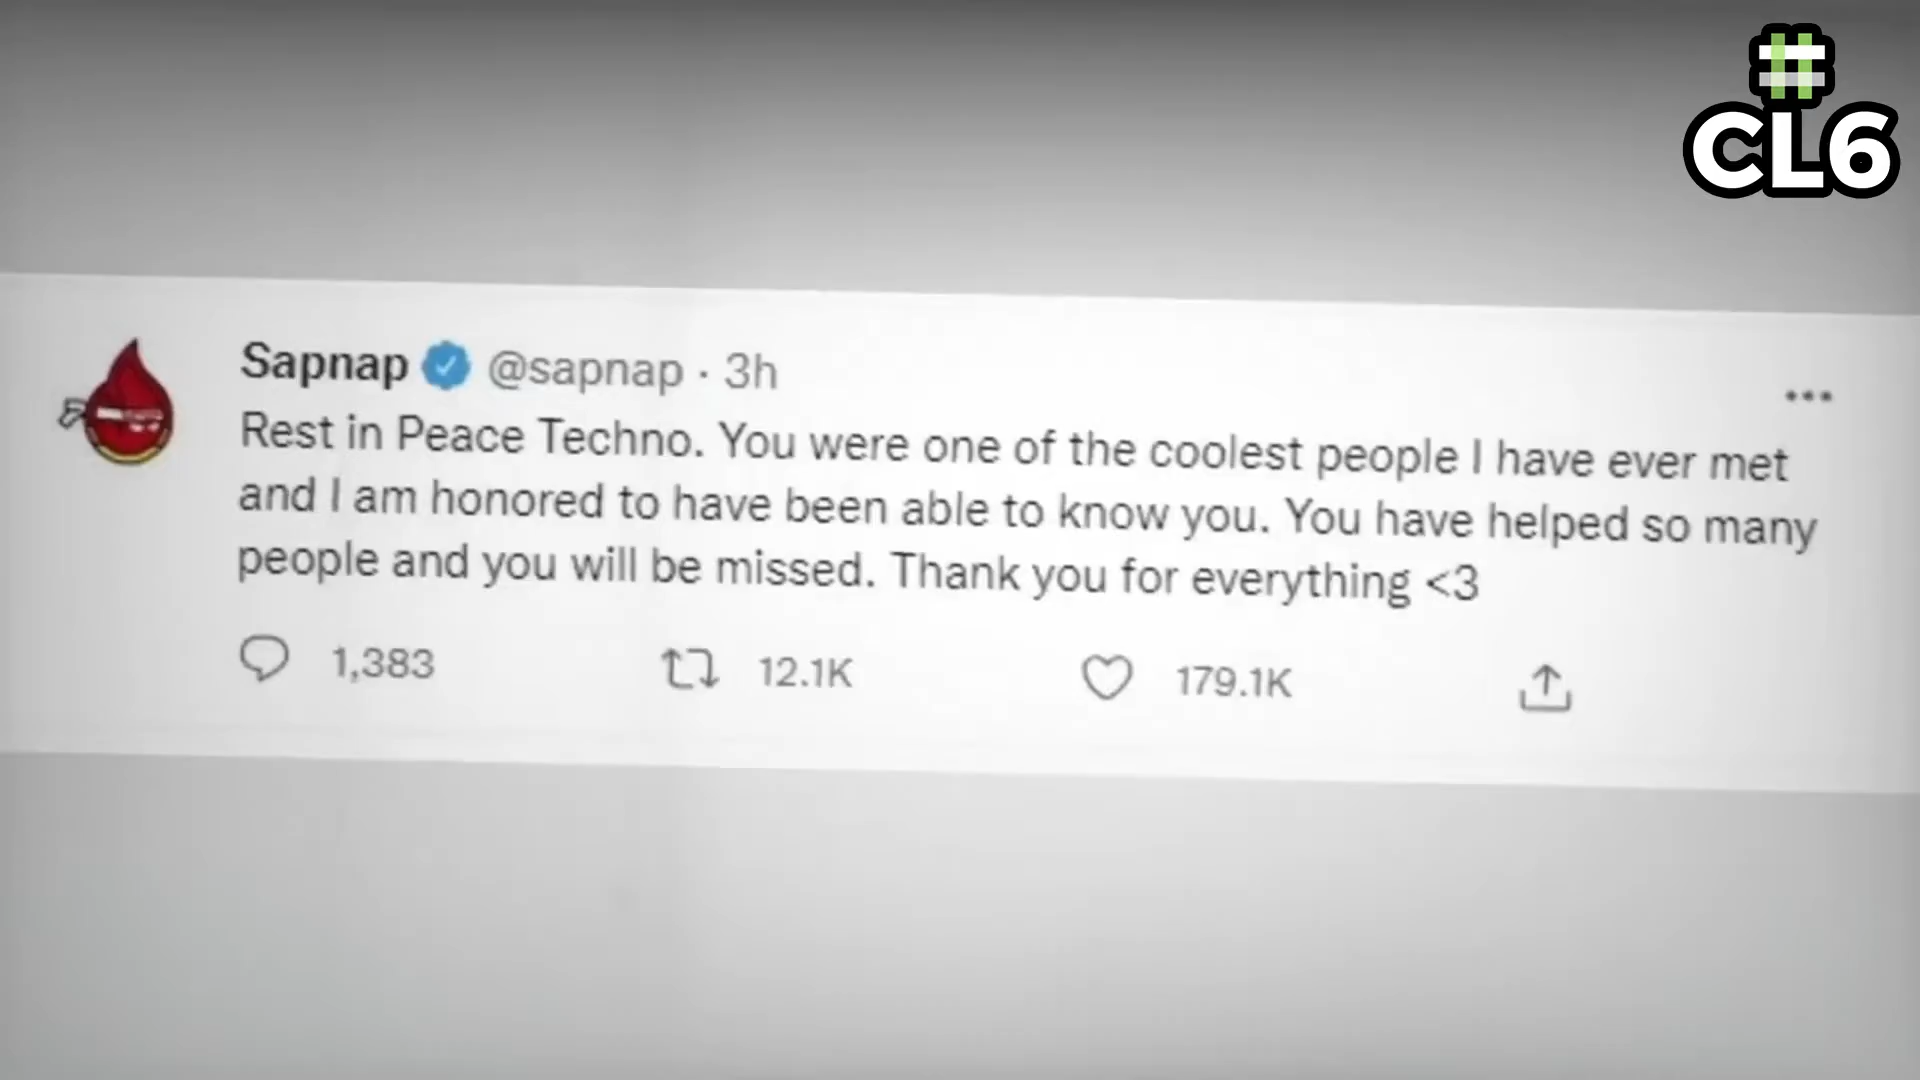 #
CL6
Sapnap @sapnap · 3h
Rest in Peace Techno. You were one of the coolest people I have ever met
and I am honored to have been able to know you. You have helped so many
people and you will be missed. Thank you for everything <3
1,383 12.1K 179.1K